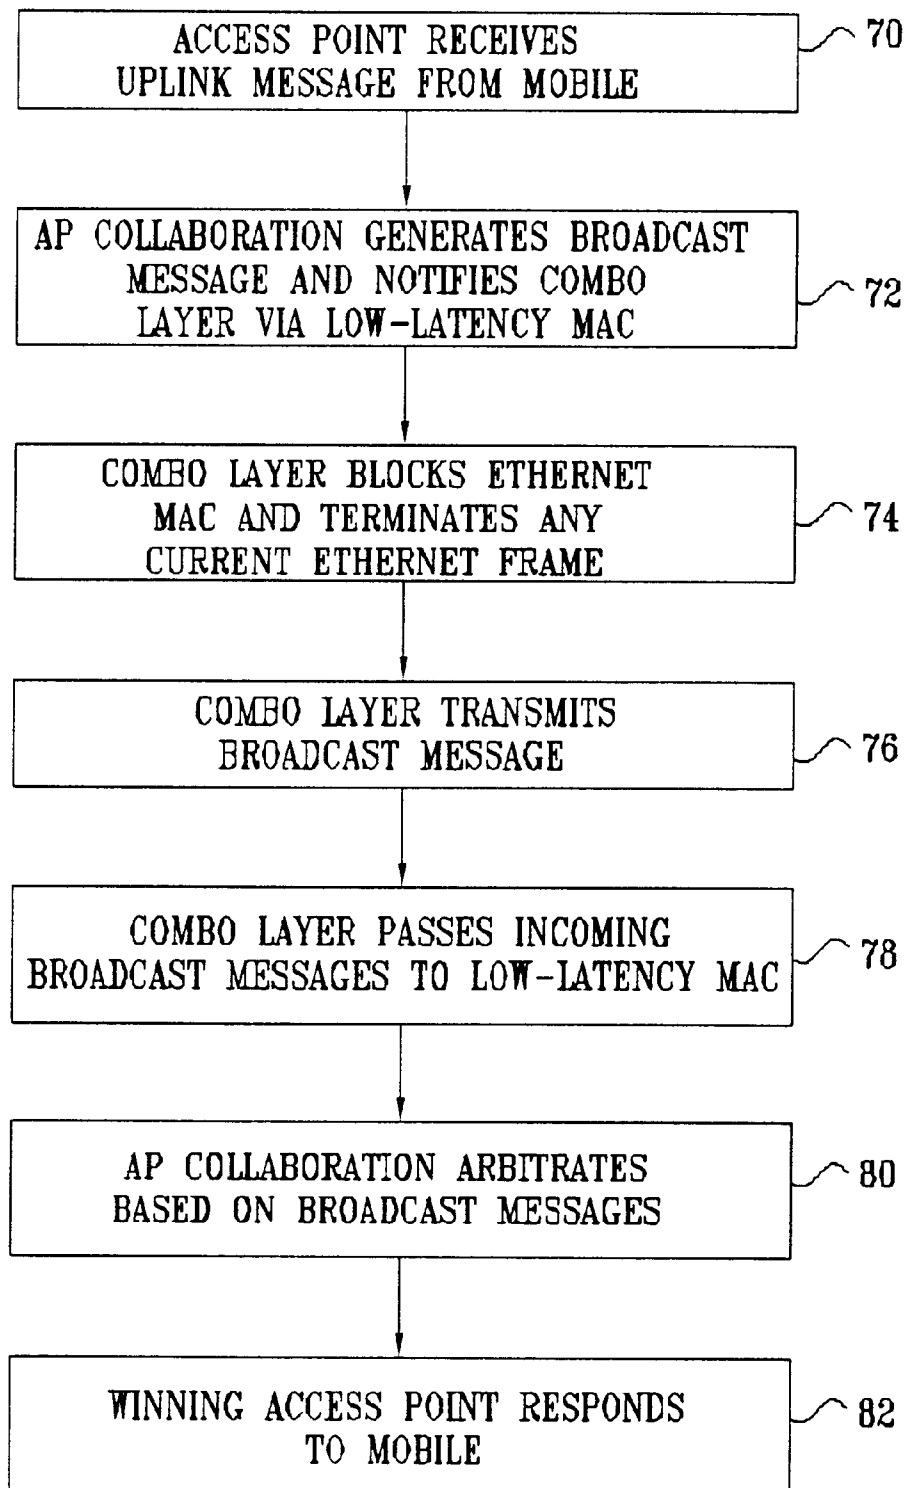 ACCESS POINT RECEIVES
UPLINK MESSAGE FROM MOBILE
70
AP COLLABORATION GENERATES BROADCAST
MESSAGE AND NOTIFIES COMBO
LAYER VIA LOW-LATENCY MAC
72
COMBO LAYER BLOCKS ETHERNET
MAC AND TERMINATES ANY
CURRENT ETHERNET FRAME
74
COMBO LAYER TRANSMITS
BROADCAST MESSAGE
76
COMBO LAYER PASSES INCOMING
BROADCAST MESSAGES TO LOW-LATENCY MAC
78
AP COLLABORATION ARBITRATES
BASED ON BROADCAST MESSAGES
80
WINNING ACCESS POINT RESPONDS
TO MOBILE
82